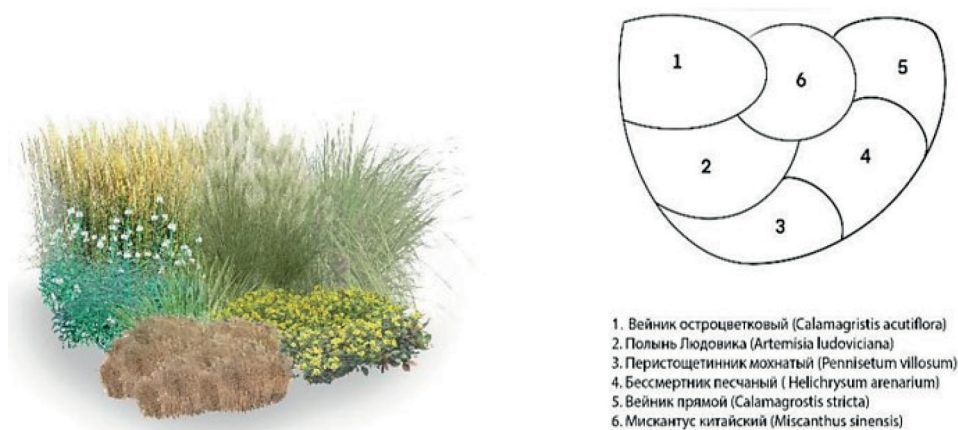 1
6
5
2
4
3
1. Вейник остроцветковый (Calamagristis acutiflora)
2. Полынь Людовика (Artemisia ludoviciana)
3. Перистощетинник мохнатый (Pennisetum villosum)
4. Бессмертник песчаный ( Helichrysum arenarium)
5. Вейник прямой (Calamagrostis stricta)
6. Мискантус китайский (Miscanthus sinensis)